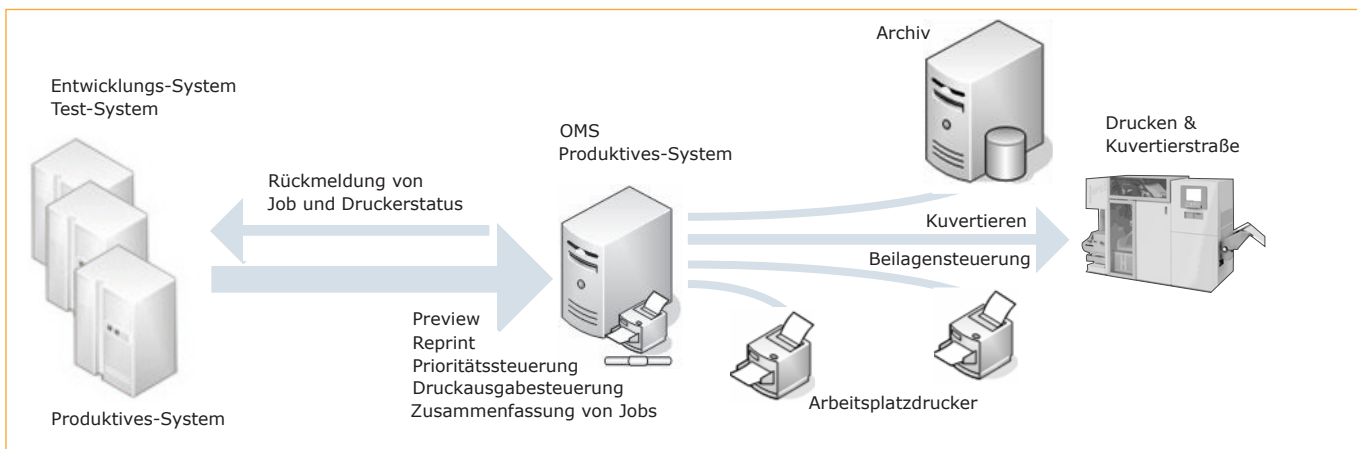 Entwicklungs-System
Test-System
Produktives-System
Rückmeldung von
Job und Druckerstatus
OMS
Produktives-System
Preview
Reprint
Prioritätssteuerung
Druckausgabesteuerung
Zusammenfassung von Jobs
Archiv
Kuvertieren
Beilagensteuerung
Drucken &
Kuvertierstraße
Arbeitsplatzdrucker